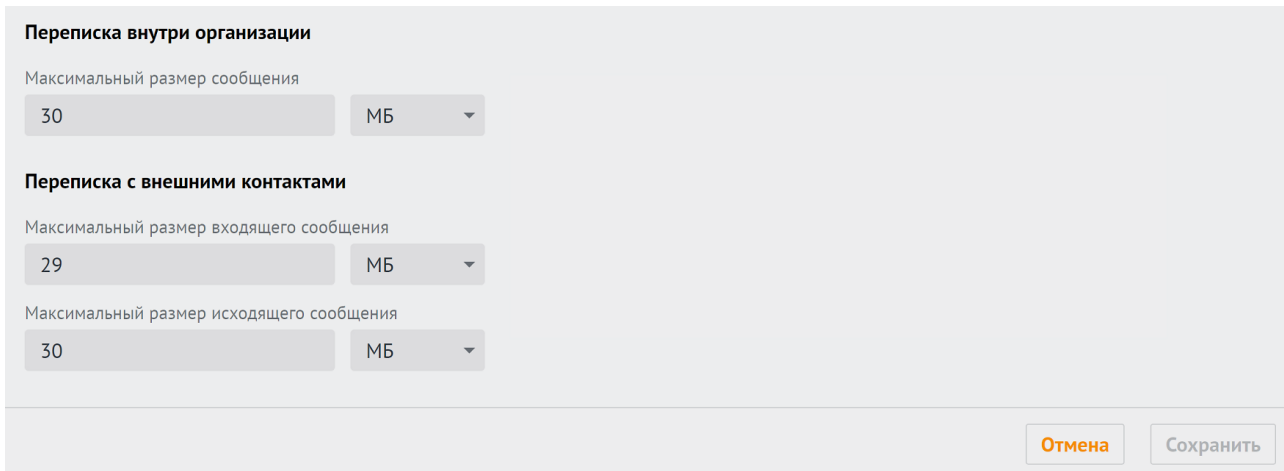 Переписка внутри организации
Максимальный размер сообщения
30 МБ
Переписка с внешними контактами
Максимальный размер входящего сообщения
29 МБ
Максимальный размер исходящего сообщения
30 МБ
Отмена Сохранить